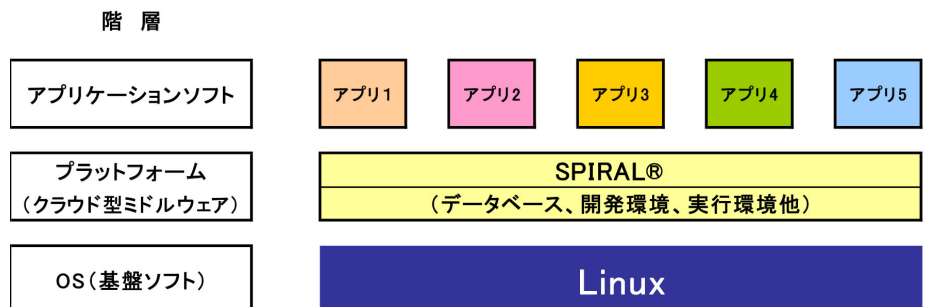 階 層
アプリケーションソフト
アプリ1 アプリ2 アプリ3 アプリ4 アプリ5
プラットフォーム
(クラウド型ミドルウェア)
SPIRAL®
(データベース、開発環境、実行環境他)
OS(基盤ソフト)
Linux